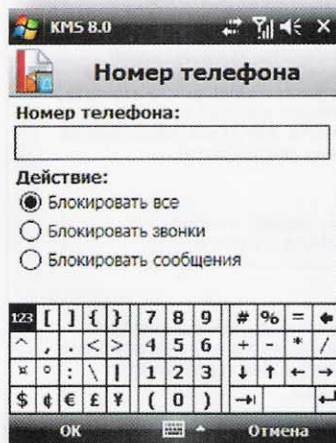 KMS 8.0
Номер телефона
Номер телефона:
Действие:
Блокировать все
Блокировать звонки
Блокировать сообщения
123 [ ] { } 7 8 9 # % = ←
^ , . < > 4 5 6 + - * /
¤ ° : \ | 1 2 3 ↓ ↑ ← →
$ ¢ € £ ¥ ( 0 ) →| ↵
OK Отмена